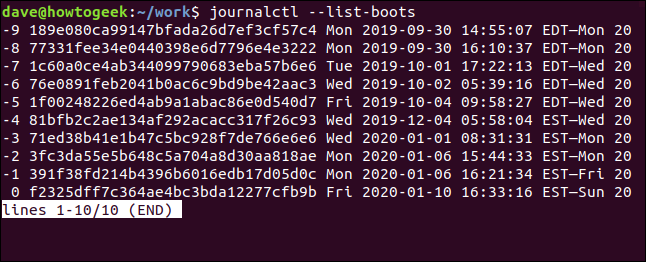 dave@howtogeek:~/work$ journalctl --list-boots
-9 189e080ca99147bfada26d7ef3cf57c4 Mon 2019-09-30 14:55:07 EDT—Mon 20
-8 77331fee34e0440398e6d7796e4e3222 Mon 2019-09-30 16:10:37 EDT—Mon 20
-7 1c60a0ce4ab344099790683eba57b6e6 Tue 2019-10-01 17:22:13 EDT—Wed 20
-6 76e0891feb2041b0ac6c9bd9be42aac3 Wed 2019-10-02 05:39:16 EDT—Wed 20
-5 1f00248226ed4ab9a1abac86e0d540d7 Fri 2019-10-04 09:58:27 EDT—Wed 20
-4 81bfb2c2ae134af292acacc317f26c93 Wed 2019-12-04 05:58:04 EST—Wed 20
-3 71ed38b41e1b47c5bc928f7de766e6e6 Wed 2020-01-01 08:31:31 EST—Mon 20
-2 3fc3da55e5b648c5a704a8d30aa818ae Mon 2020-01-06 15:44:33 EST—Mon 20
-1 391f38fd214b4396b6016edb17d05d0c Mon 2020-01-06 16:21:34 EST—Fri 20
 0 f2325dff7c364ae4bc3bda12277cfb9b Fri 2020-01-10 16:33:16 EST—Sun 20
lines 1-10/10 (END)